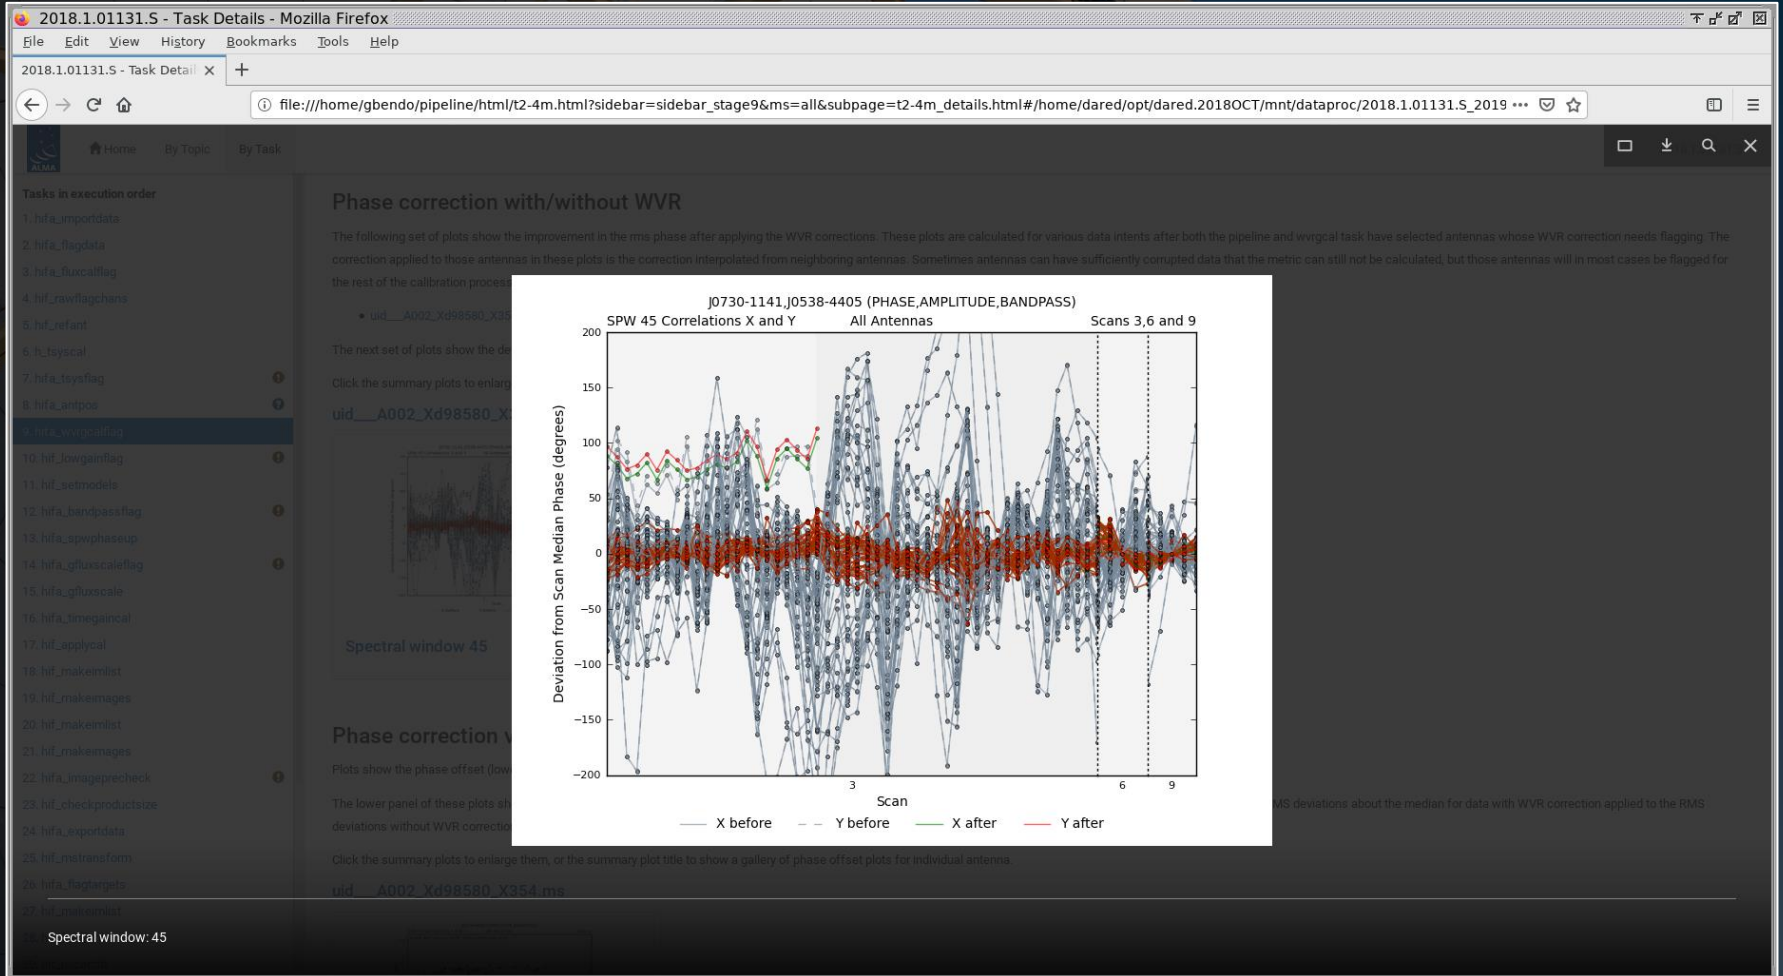 2018.1.01131.S - Task Details - Mozilla Firefox
File Edit View History Bookmarks Tools Help
2018.1.01131.S - Task Detail
file:///home/gbendo/pipeline/html/t2-4m.html?sidebar=sidebar_stage9&ms=all&subpage=t2-4m_details.html#/home/dared/opt/dared.2018OCT/mnt/dataproc/2018.1.01131.S_2019
ALMA Home By Topic By Task
Tasks in execution order
1. hifa_importdata
2. hifa_flagdata
3. hifa_fluxcalflag
4. hif_rawflagchans
5. hif_refant
6. h_tsyscal
7. hifa_tsysflag
8. hifa_antpos
9. hifa_wvrgcalflag
10. hif_lowgainflag
11. hif_setmodels
12. hifa_bandpassflag
13. hifa_spwphaseup
14. hifa_gfluxscaleflag
15. hifa_gfluxscale
16. hifa_timegaincal
17. hif_applycal
18. hif_makeimlist
19. hif_makeimages
20. hif_makeimlist
21. hif_makeimages
22. hifa_imageprecheck
23. hif_checkproductsize
24. hifa_exportdata
25. hif_mstransform
26. hifa_flagtargets
27. hif_makeimlist
Phase correction with/without WVR
The following set of plots show the improvement in the rms phase after applying the WVR corrections. These plots are calculated for various data intents after both the pipeline and wvrgcal task have selected antennas whose WVR correction needs flagging. The
correction applied to those antennas in these plots is the correction interpolated from neighboring antennas. Sometimes antennas can have sufficiently corrupted data that the metric can still not be calculated, but those antennas will in most cases be flagged for
the rest of the calibration process
uid___A002_Xd98580_X35
The next set of plots show the de
Click the summary plots to enlarg
uid___A002_Xd98580_X
Spectral window 45
J0730-1141,J0538-4405 (PHASE,AMPLITUDE,BANDPASS)
SPW 45 Correlations X and Y All Antennas Scans 3,6 and 9
Deviation from Scan Median Phase (degrees)
200
150
100
50
0
−50
−100
−150
−200
3 6 9
Scan
X before Y before X after Y after
Phase correction
Plots show the phase offset (low
The lower panel of these plots sh MS deviations about the median for data with WVR correction applied to the RMS
deviations without WVR correctio
Click the summary plots to enlarge them, or the summary plot title to show a gallery of phase offset plots for individual antenna.
uid___A002_Xd98580_X354.ms
Spectral window: 45